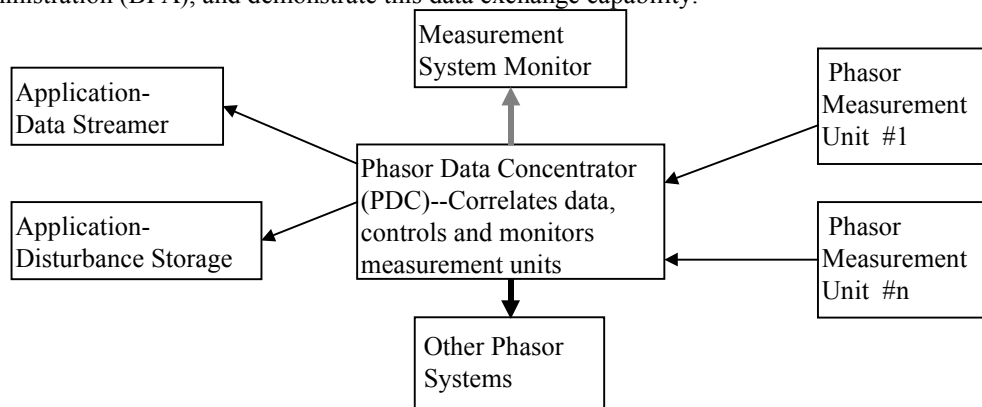 ministration (BPA), and demonstrate this data exchange capability.
Measurement
System Monitor
Application-
Data Streamer
Phasor
Measurement
Unit #1
Phasor Data Concentrator
(PDC)--Correlates data,
controls and monitors
measurement units
Application-
Disturbance Storage
Phasor
Measurement
Unit #n
Other Phasor
Systems